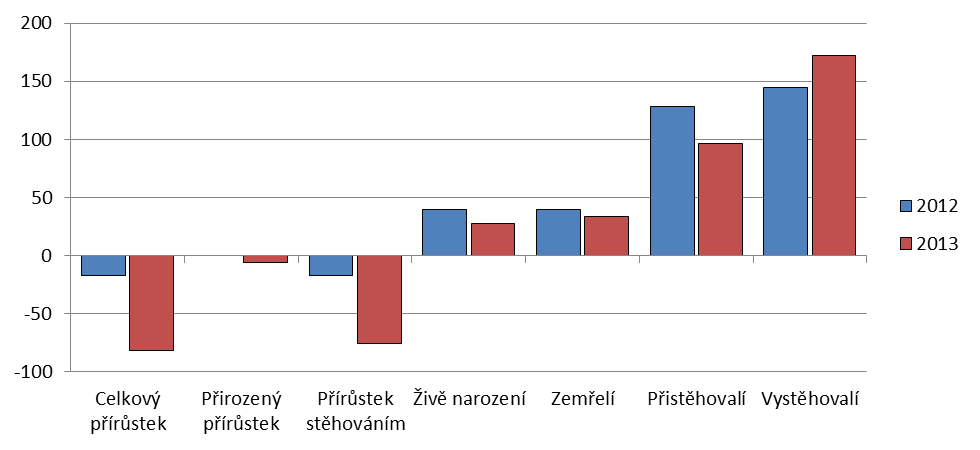 200
150
100
50
0
-50
-100
Celkový
přírůstek
Přirozený
přírůstek
Přírůstek
stěhováním
Živě narození
Zemřelí
Přistěhovalí
Vystěhovalí
2012
2013